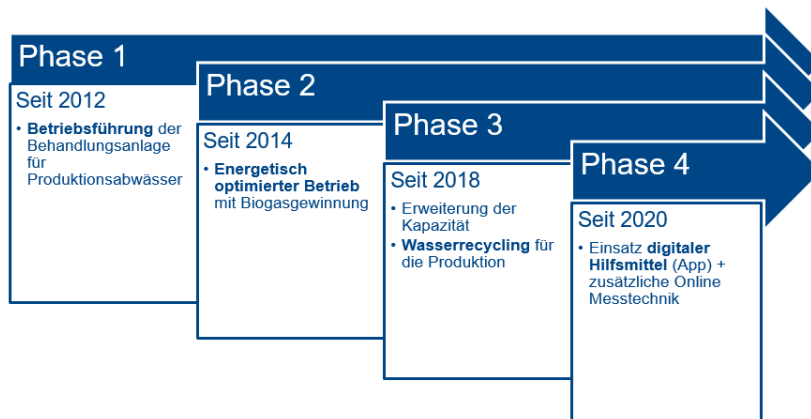 Phase 1
Seit 2012
• Betriebsführung der
Behandlungsanlage
für
Produktionsabwässer
Phase 2
Seit 2014
• Energetisch
optimierter Betrieb
mit Biogasgewinnung
Phase 3
Seit 2018
• Erweiterung der
Kapazität
• Wasserrecycling für
die Produktion
Phase 4
Seit 2020
• Einsatz digitaler
Hilfsmittel (App) +
zusätzliche Online
Messtechnik